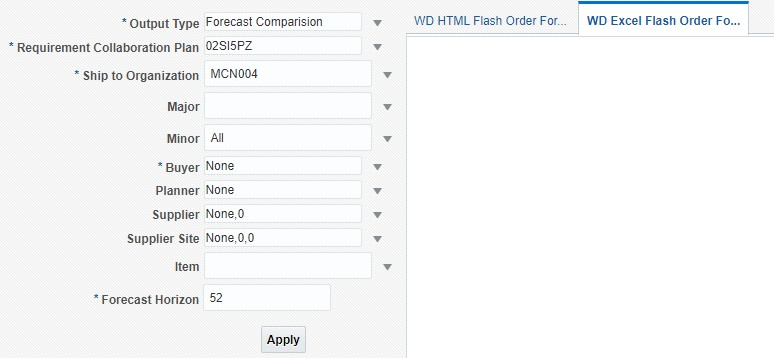 * Output Type Forecast Comparision
* Requirement Collaboration Plan 02SI5PZ
* Ship to Organization MCN004
Major
Minor All
* Buyer None
Planner None
Supplier None,0
Supplier Site None,0,0
Item
* Forecast Horizon 52
Apply
WD HTML Flash Order For...
WD Excel Flash Order Fo...